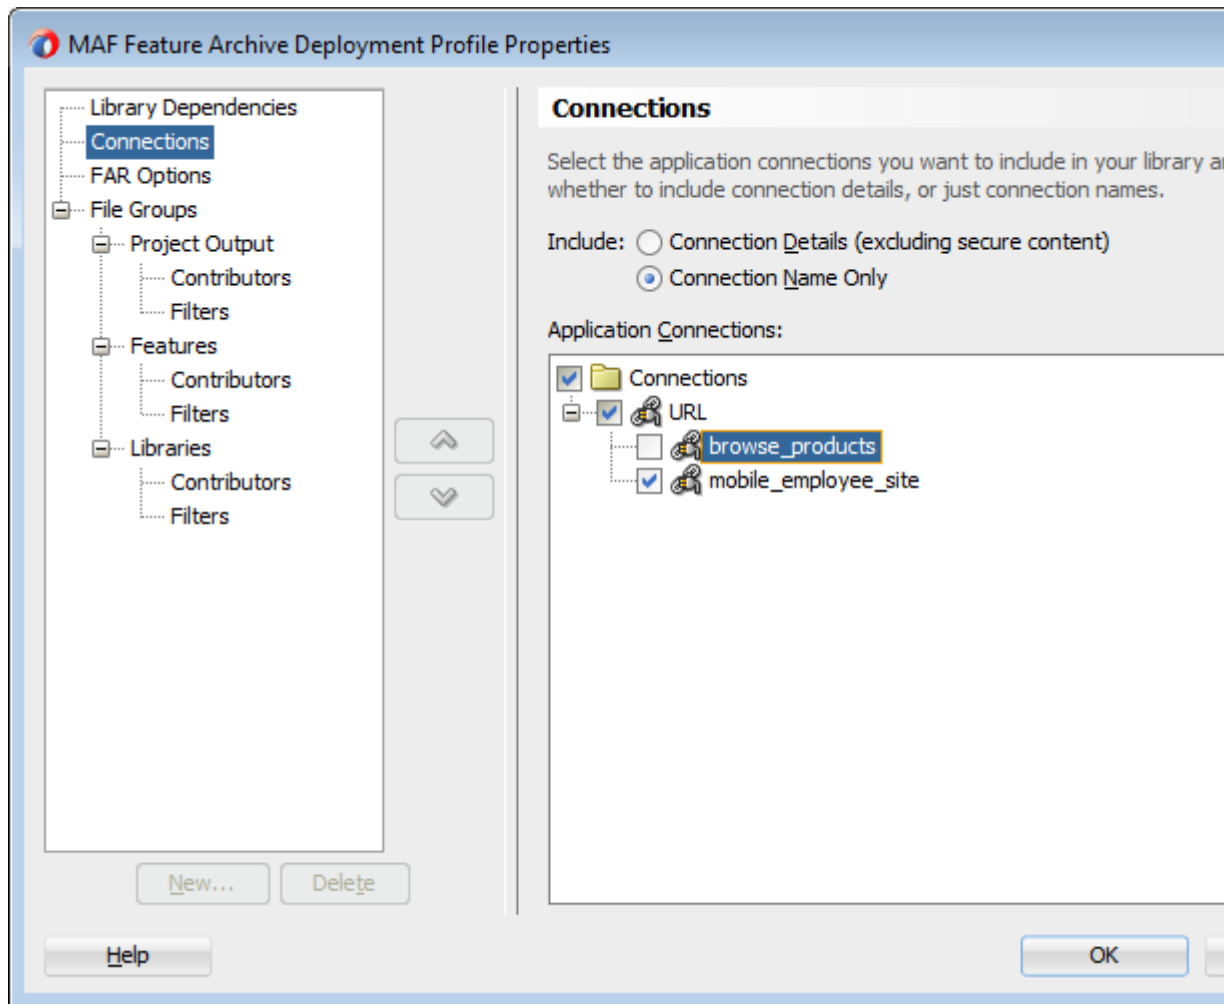 MAF Feature Archive Deployment Profile Properties
Library Dependencies
Connections
FAR Options
File Groups
Project Output
Contributors
Filters
Features
Contributors
Filters
Libraries
Contributors
Filters
New...
Delete
Connections
Select the application connections you want to include in your library
whether to include connection details, or just connection names.
Include:
Connection Details (excluding secure content)
Connection Name Only
Application Connections:
Connections
URL
browse_products
mobile_employee_site
Help
OK